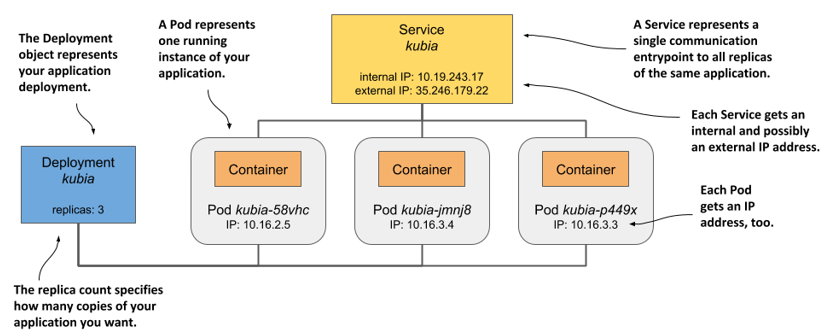 The Deployment
object represents
your application
deployment.
A Pod represents
one running
instance of your
application.
Service
kubia
internal IP: 10.19.243.17
external IP: 35.246.179.22
A Service represents a
single communication
entrypoint to all replicas
of the same application.
Each Service gets an
internal and possibly
an external IP address.
Deployment
kubia
replicas: 3
Container
Pod kubia-58vhc
IP: 10.16.2.5
Container
Pod kubia-jmnj8
IP: 10.16.3.4
Container
Pod kubia-p449x
IP: 10.16.3.3
Each Pod
gets an IP
address, too.
The replica count specifies
how many copies of your
application you want.